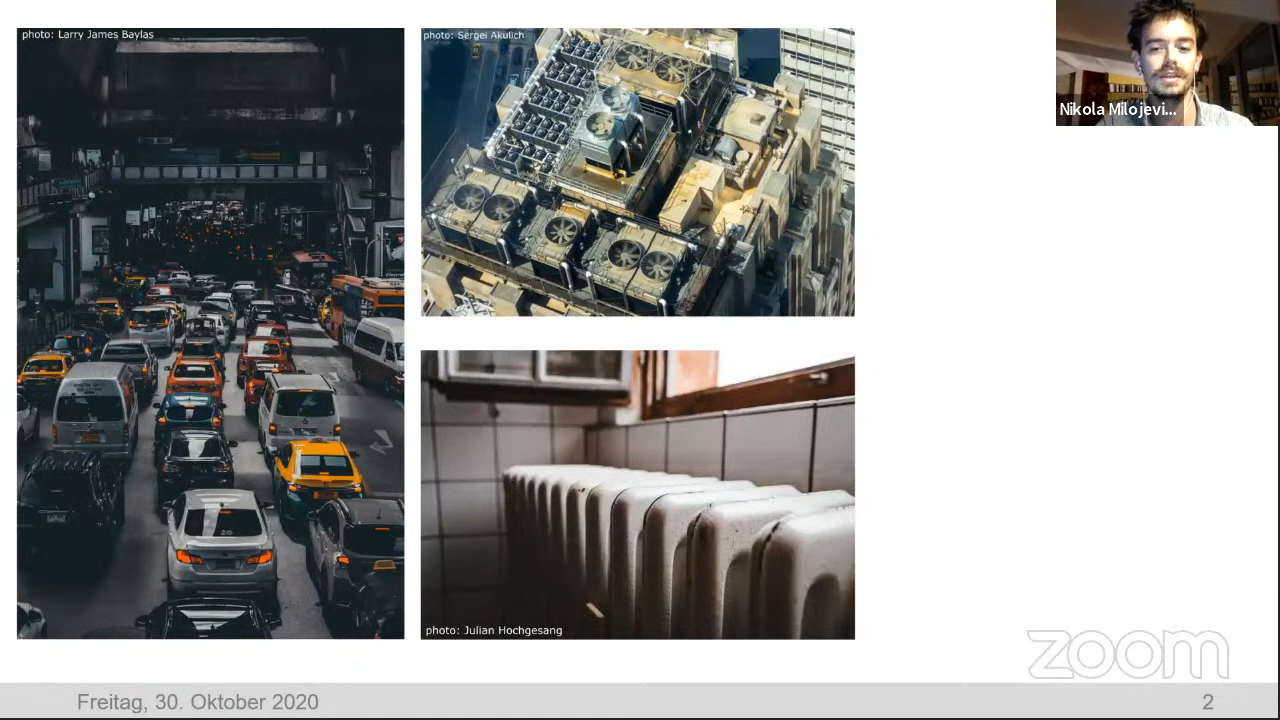 photo: Larry James Baylas
photo: Sergei Akulich
Nikola Milojevi...
photo: Julian Hochgesang
zoom
Freitag, 30. Oktober 2020
2